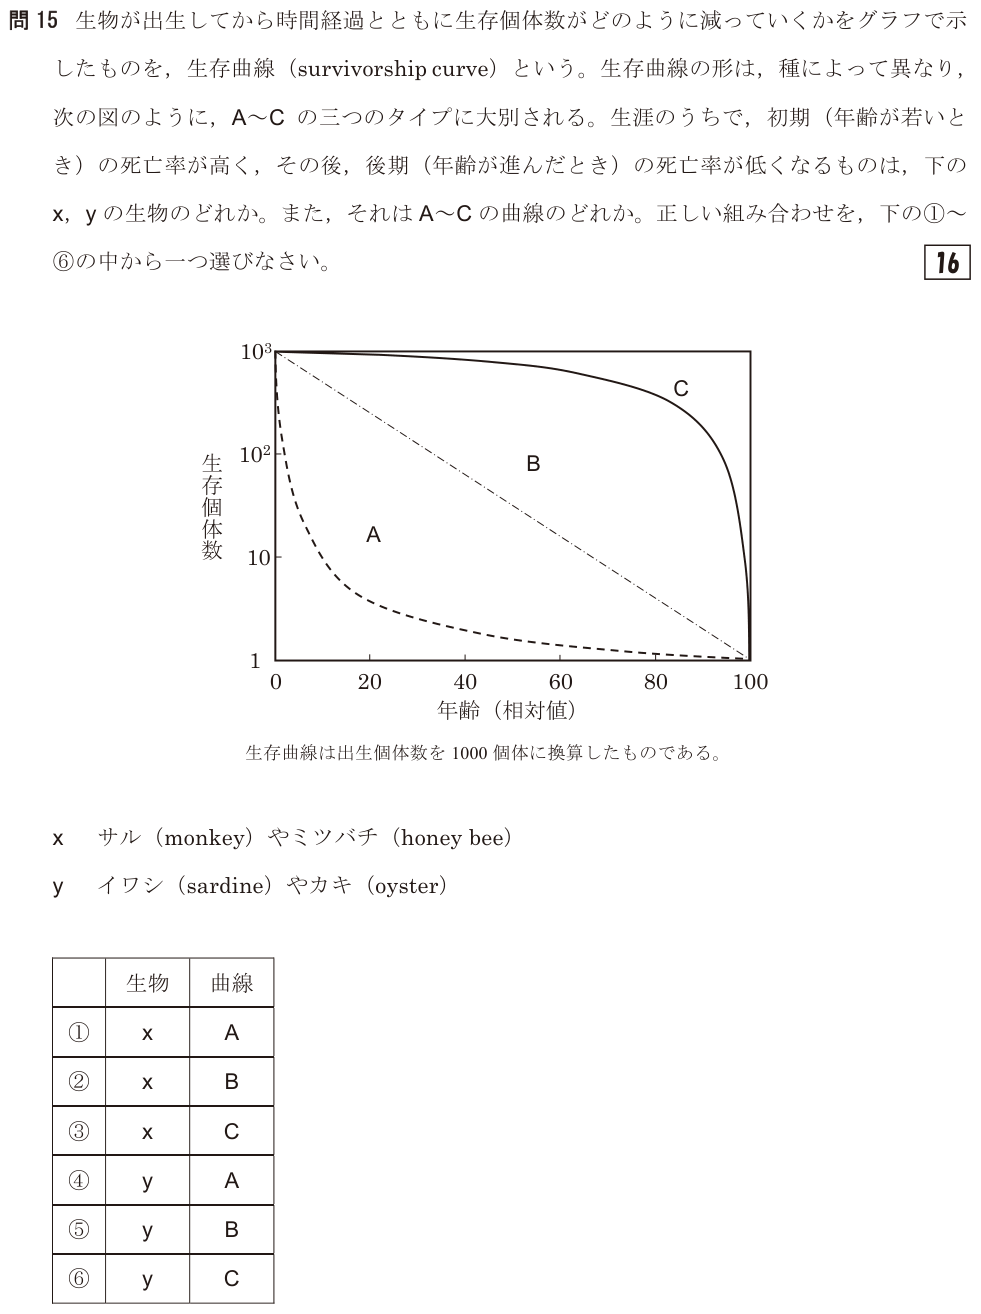 問 15 生物が出生してから時間経過とともに生存個体数がどのように減っていくかをグラフで示
したものを，生存曲線（survivorship curve）という。生存曲線の形は，種によって異なり，
次の図のように，A～C の三つのタイプに大別される。生涯のうちで，初期（年齢が若いと
き）の死亡率が高く，その後，後期（年齢が進んだとき）の死亡率が低くなるものは，下の
x，y の生物のどれか。また，それは A～C の曲線のどれか。正しい組み合わせを，下の①～
⑥の中から一つ選びなさい。 16
10³
C
10²
B
生存個体数
A
10
1
0 20 40 60 80 100
年齢（相対値）
生存曲線は出生個体数を 1000 個体に換算したものである。
x サル（monkey）やミツバチ（honey bee）
y イワシ（sardine）やカキ（oyster）
生物 曲線
① x A
② x B
③ x C
④ y A
⑤ y B
⑥ y C